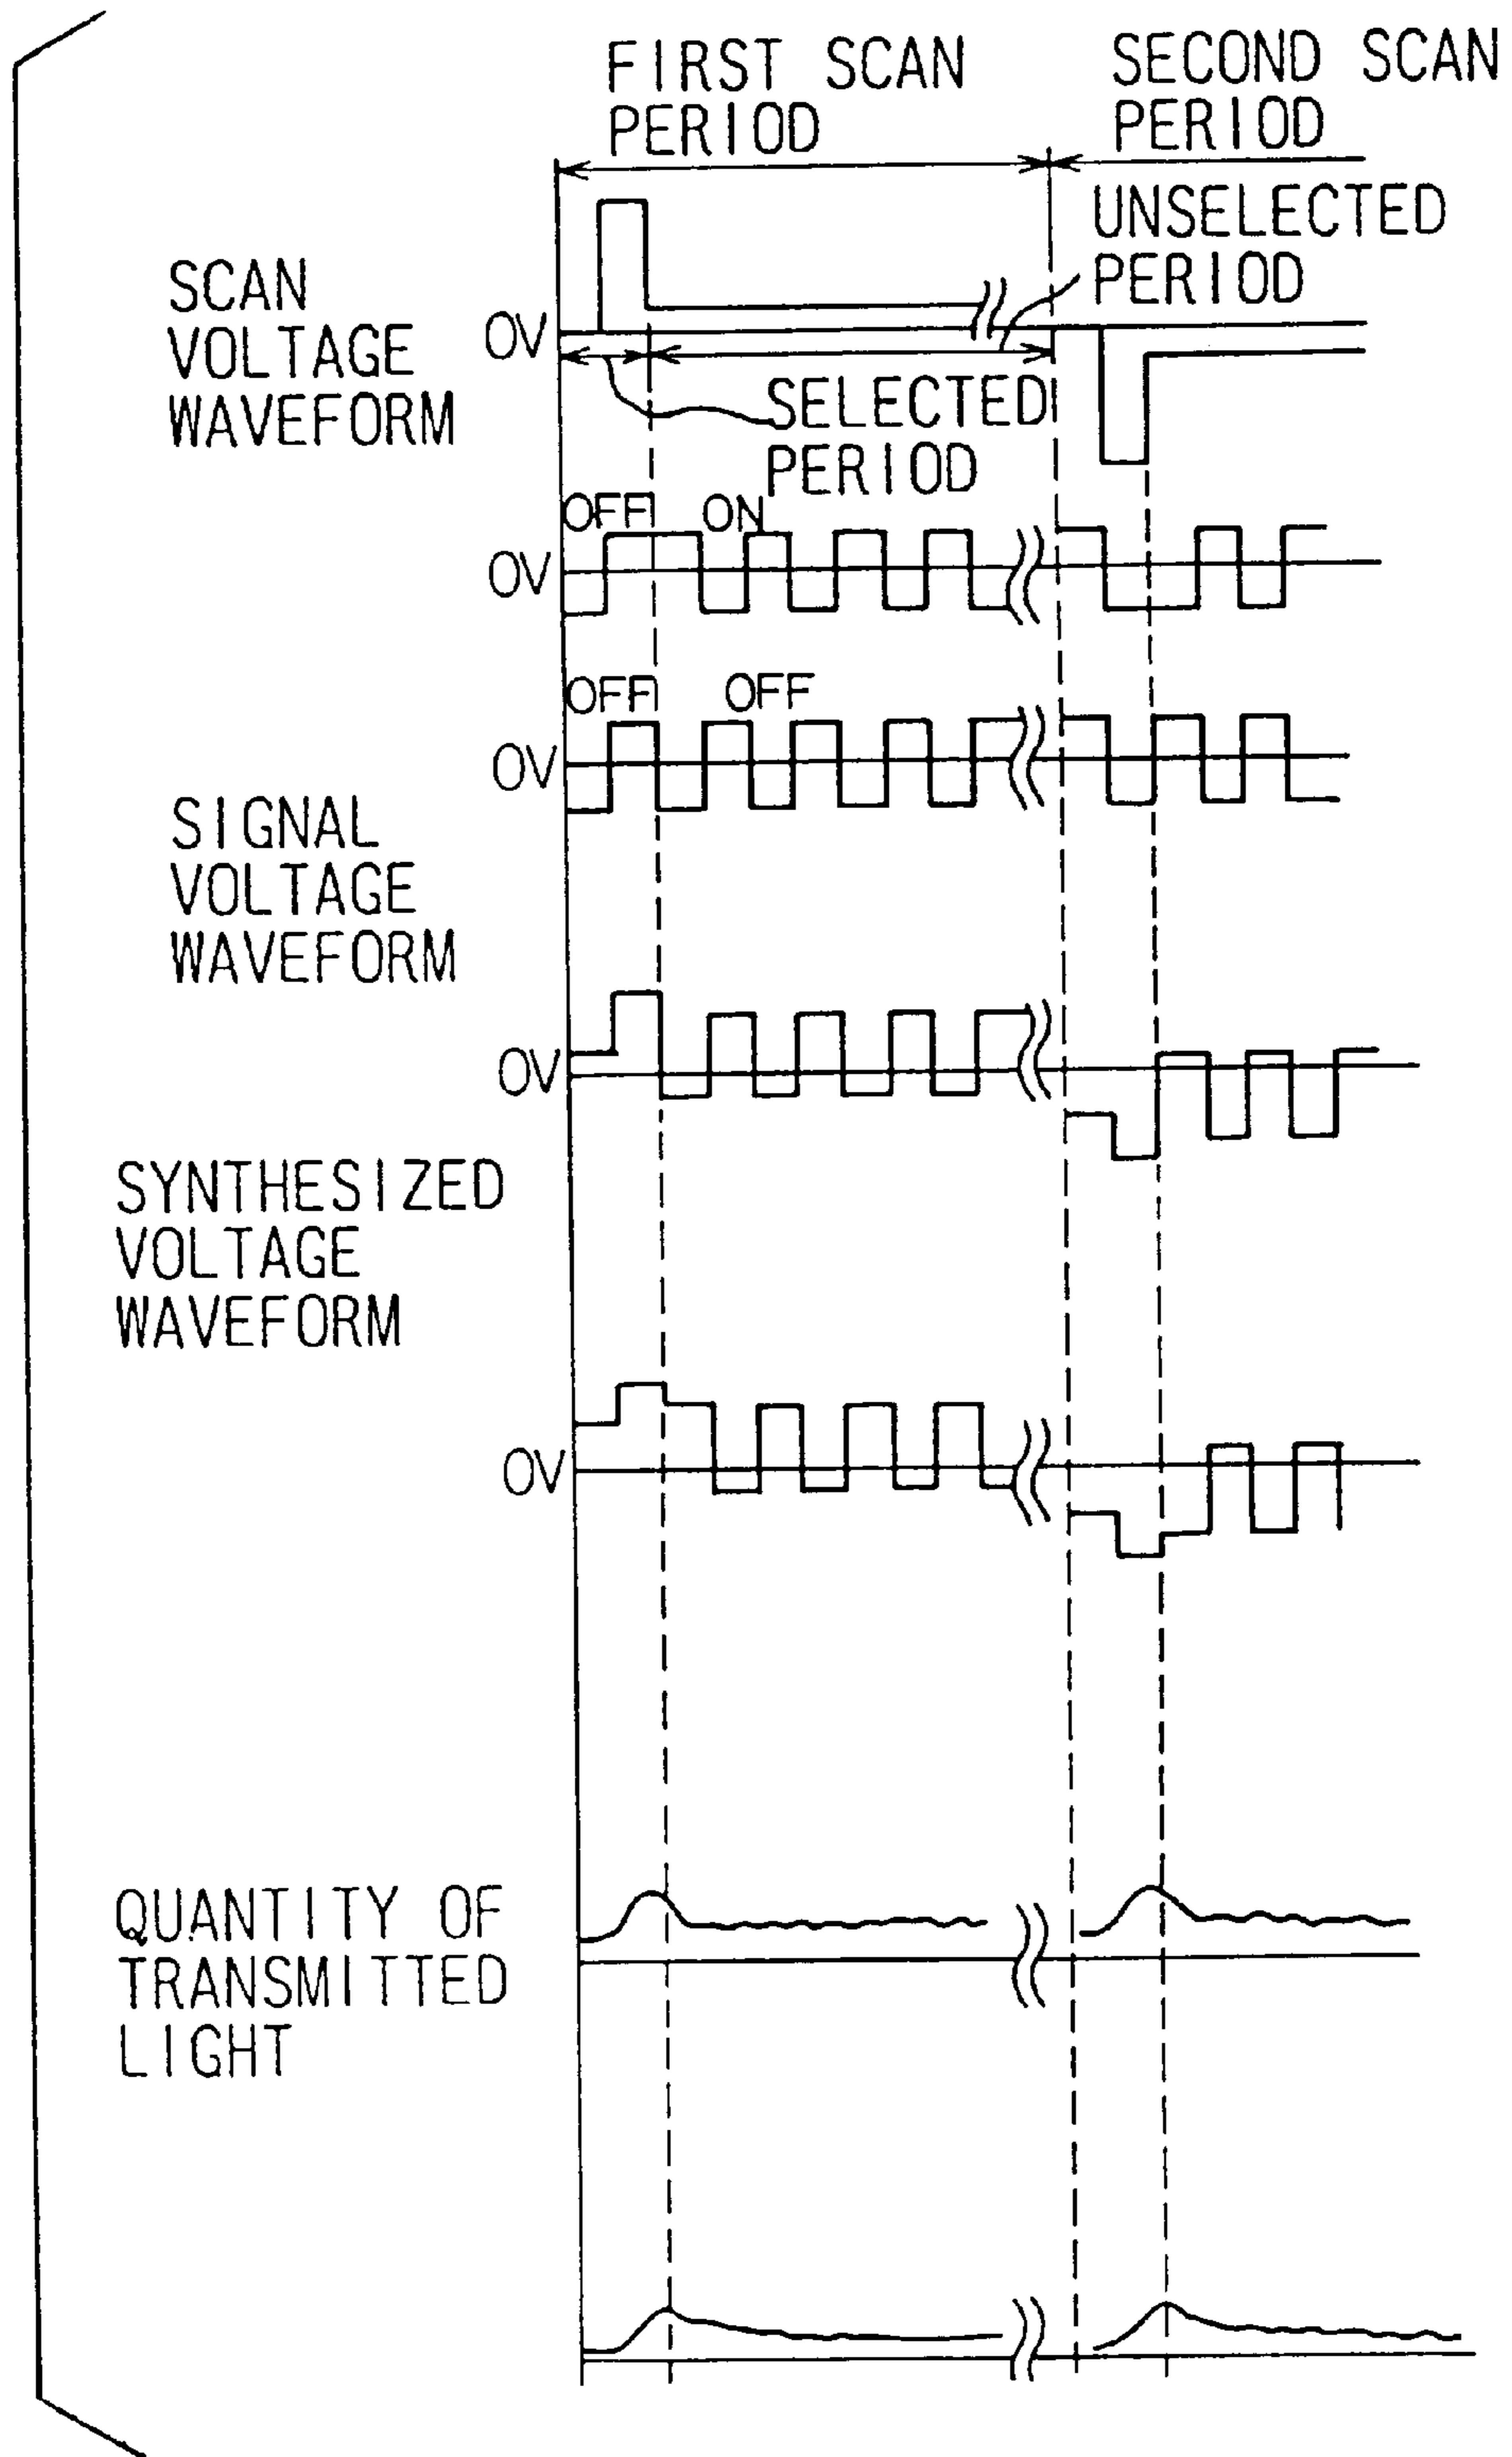 FIRST SCAN
PERIOD
SECOND SCAN
PERIOD
UNSELECTED
PERIOD
SCAN
VOLTAGE
WAVEFORM
0V
SELECTED
PERIOD
OFF ON
0V
OFF OFF
0V
SIGNAL
VOLTAGE
WAVEFORM
0V
SYNTHESIZED
VOLTAGE
WAVEFORM
0V
QUANTITY OF
TRANSMITTED
LIGHT